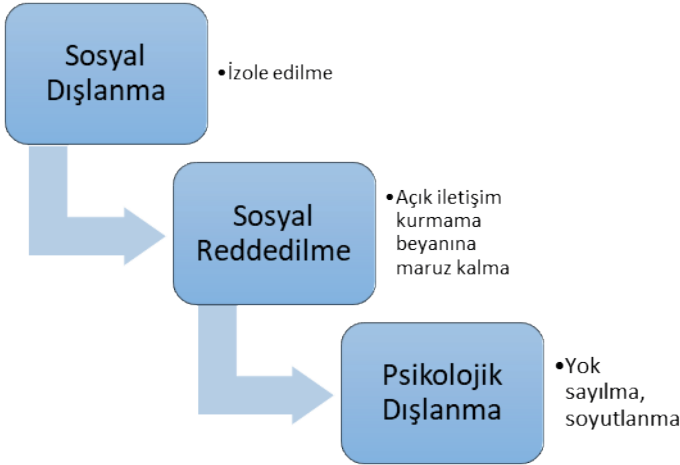 Sosyal
Dışlanma
•İzole edilme
Sosyal
Reddedilme
•Açık iletişim
kurmama
beyanına
maruz kalma
Psikolojik
Dışlanma
•Yok
sayılma,
soyutlanma